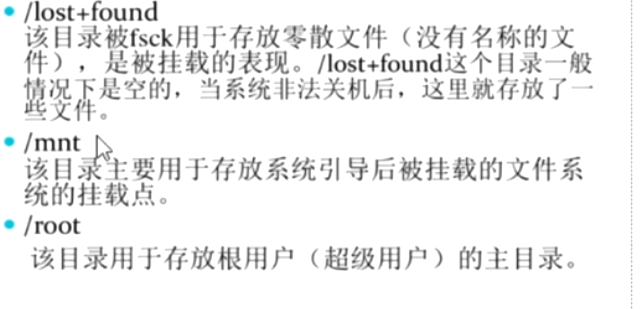 /lost+found
该目录被fsck用于存放零散文件（没有名称的文
件），是被挂载的表现。/lost+found这个目录一般
情况下是空的，当系统非法关机后，这里就存放了一
些文件。
/mnt
该目录主要用于存放系统引导后被挂载的文件系
统的挂载点。
/root
该目录用于存放根用户（超级用户）的主目录。